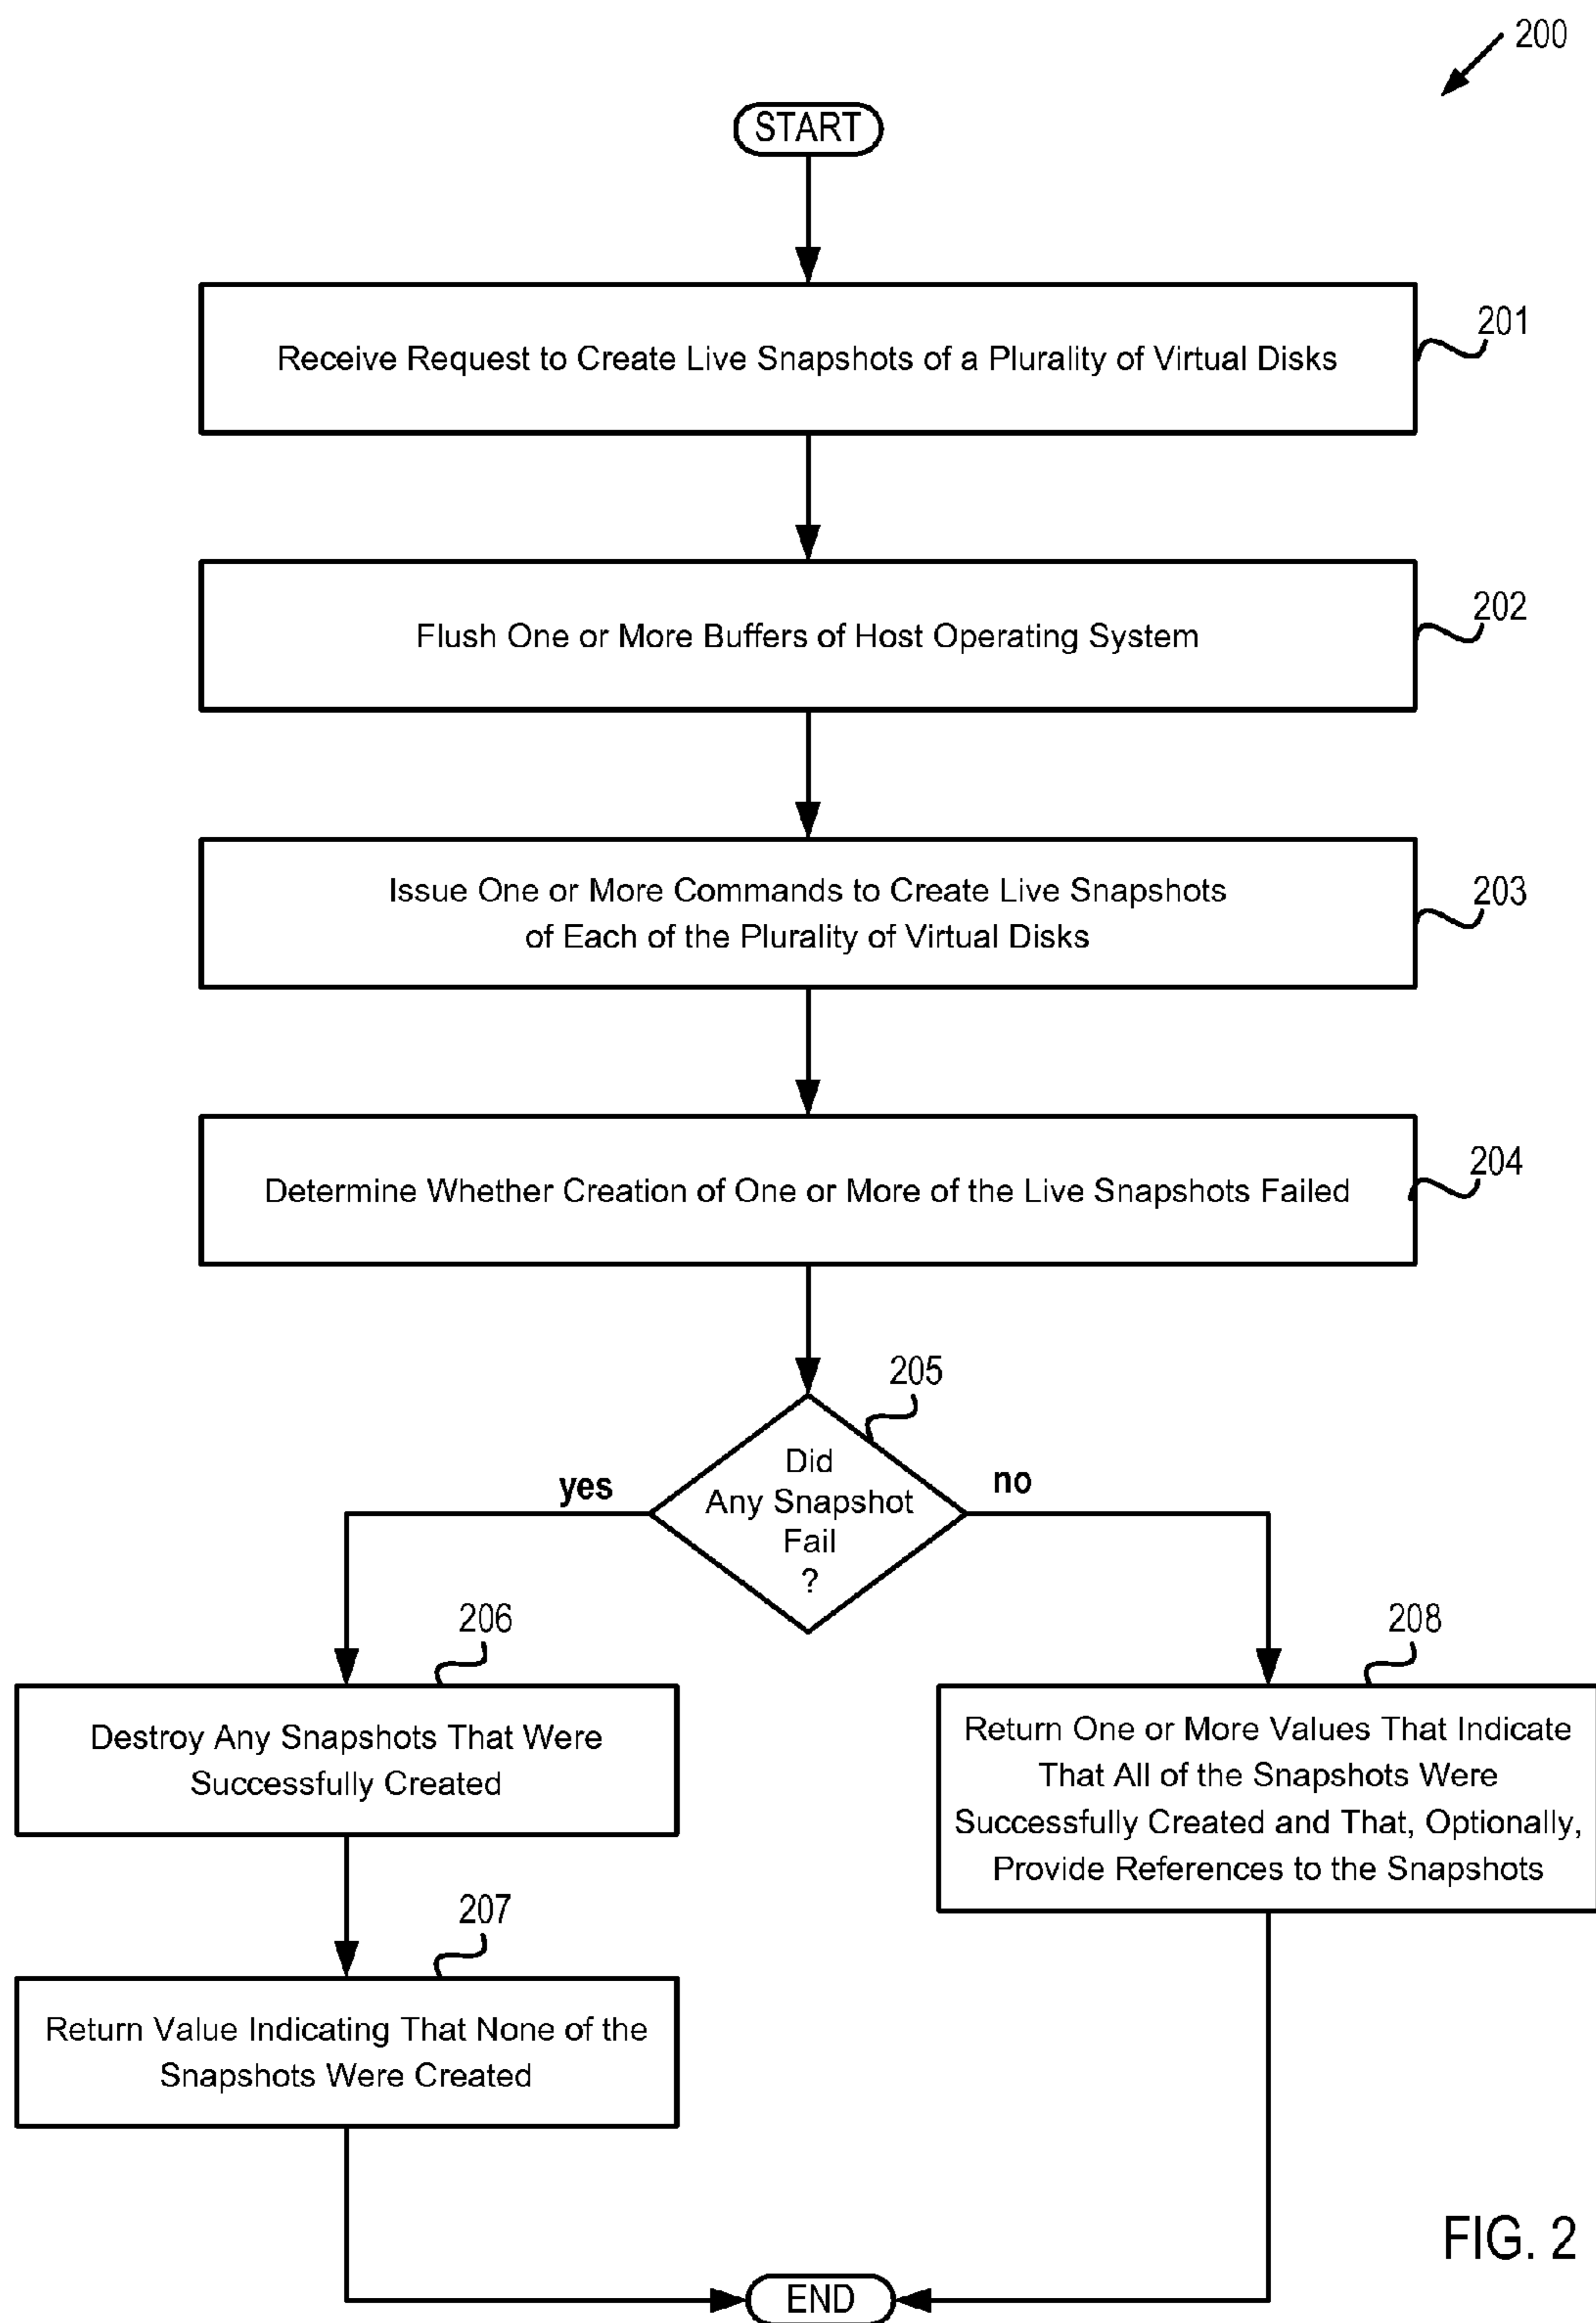 200
START
Receive Request to Create Live Snapshots of a Plurality of Virtual Disks
201
Flush One or More Buffers of Host Operating System
202
Issue One or More Commands to Create Live Snapshots
of Each of the Plurality of Virtual Disks
203
Determine Whether Creation of One or More of the Live Snapshots Failed
204
205
Did
Any Snapshot
Fail
?
yes
no
206
Destroy Any Snapshots That Were
Successfully Created
207
Return Value Indicating That None of the
Snapshots Were Created
208
Return One or More Values That Indicate
That All of the Snapshots Were
Successfully Created and That, Optionally,
Provide References to the Snapshots
END
FIG. 2